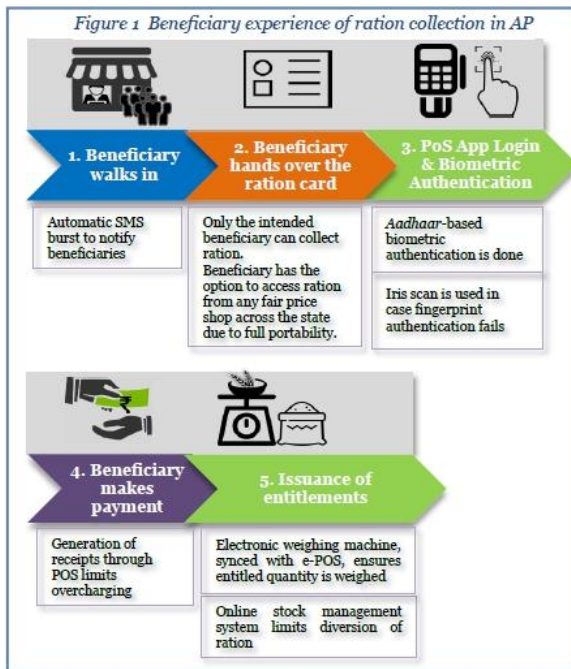 Figure 1 Beneficiary experience of ration collection in AP
1. Beneficiary
walks in
2. Beneficiary
hands over the
ration card
3. PoS App Login
& Biometric
Authentication
Automatic SMS
burst to notify
beneficiaries
Only the intended
beneficiary can collect
ration.
Beneficiary has the
option to access ration
from any fair price
shop across the state
due to full portability.
Aadhaar-based
biometric
authentication is done
Iris scan is used in
case fingerprint
authentication fails
₹
4. Beneficiary
makes
payment
5. Issuance of
entitlements
Generation of
receipts through
POS limits
overcharging
Electronic weighing machine,
synced with e-POS, ensures
entitled quantity is weighed
Online stock management
system limits diversion of
ration